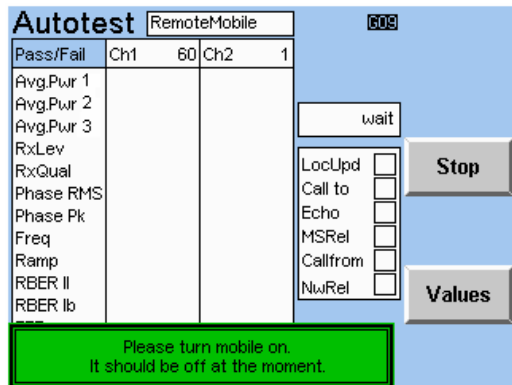 Autotest RemoteMobile G09
Pass/Fail Ch1 60 Ch2 1
Avg.Pwr 1
Avg.Pwr 2
Avg.Pwr 3
RxLev
RxQual
Phase RMS
Phase Pk
Freq
Ramp
RBER II
RBER Ib
wait
LocUpd
Call to
Echo
MSRel
Callfrom
NwRel
Stop
Values
Please turn mobile on.
It should be off at the moment.